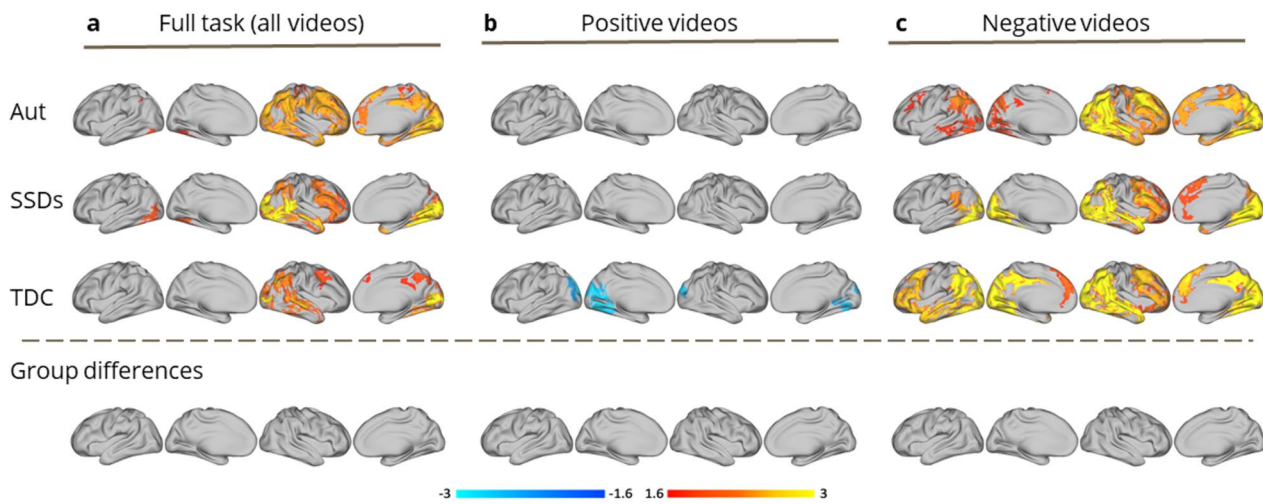 a Full task (all videos) b Positive videos c Negative videos
Aut
SSDs
TDC
Group differences
-3 -1.6 1.6 3